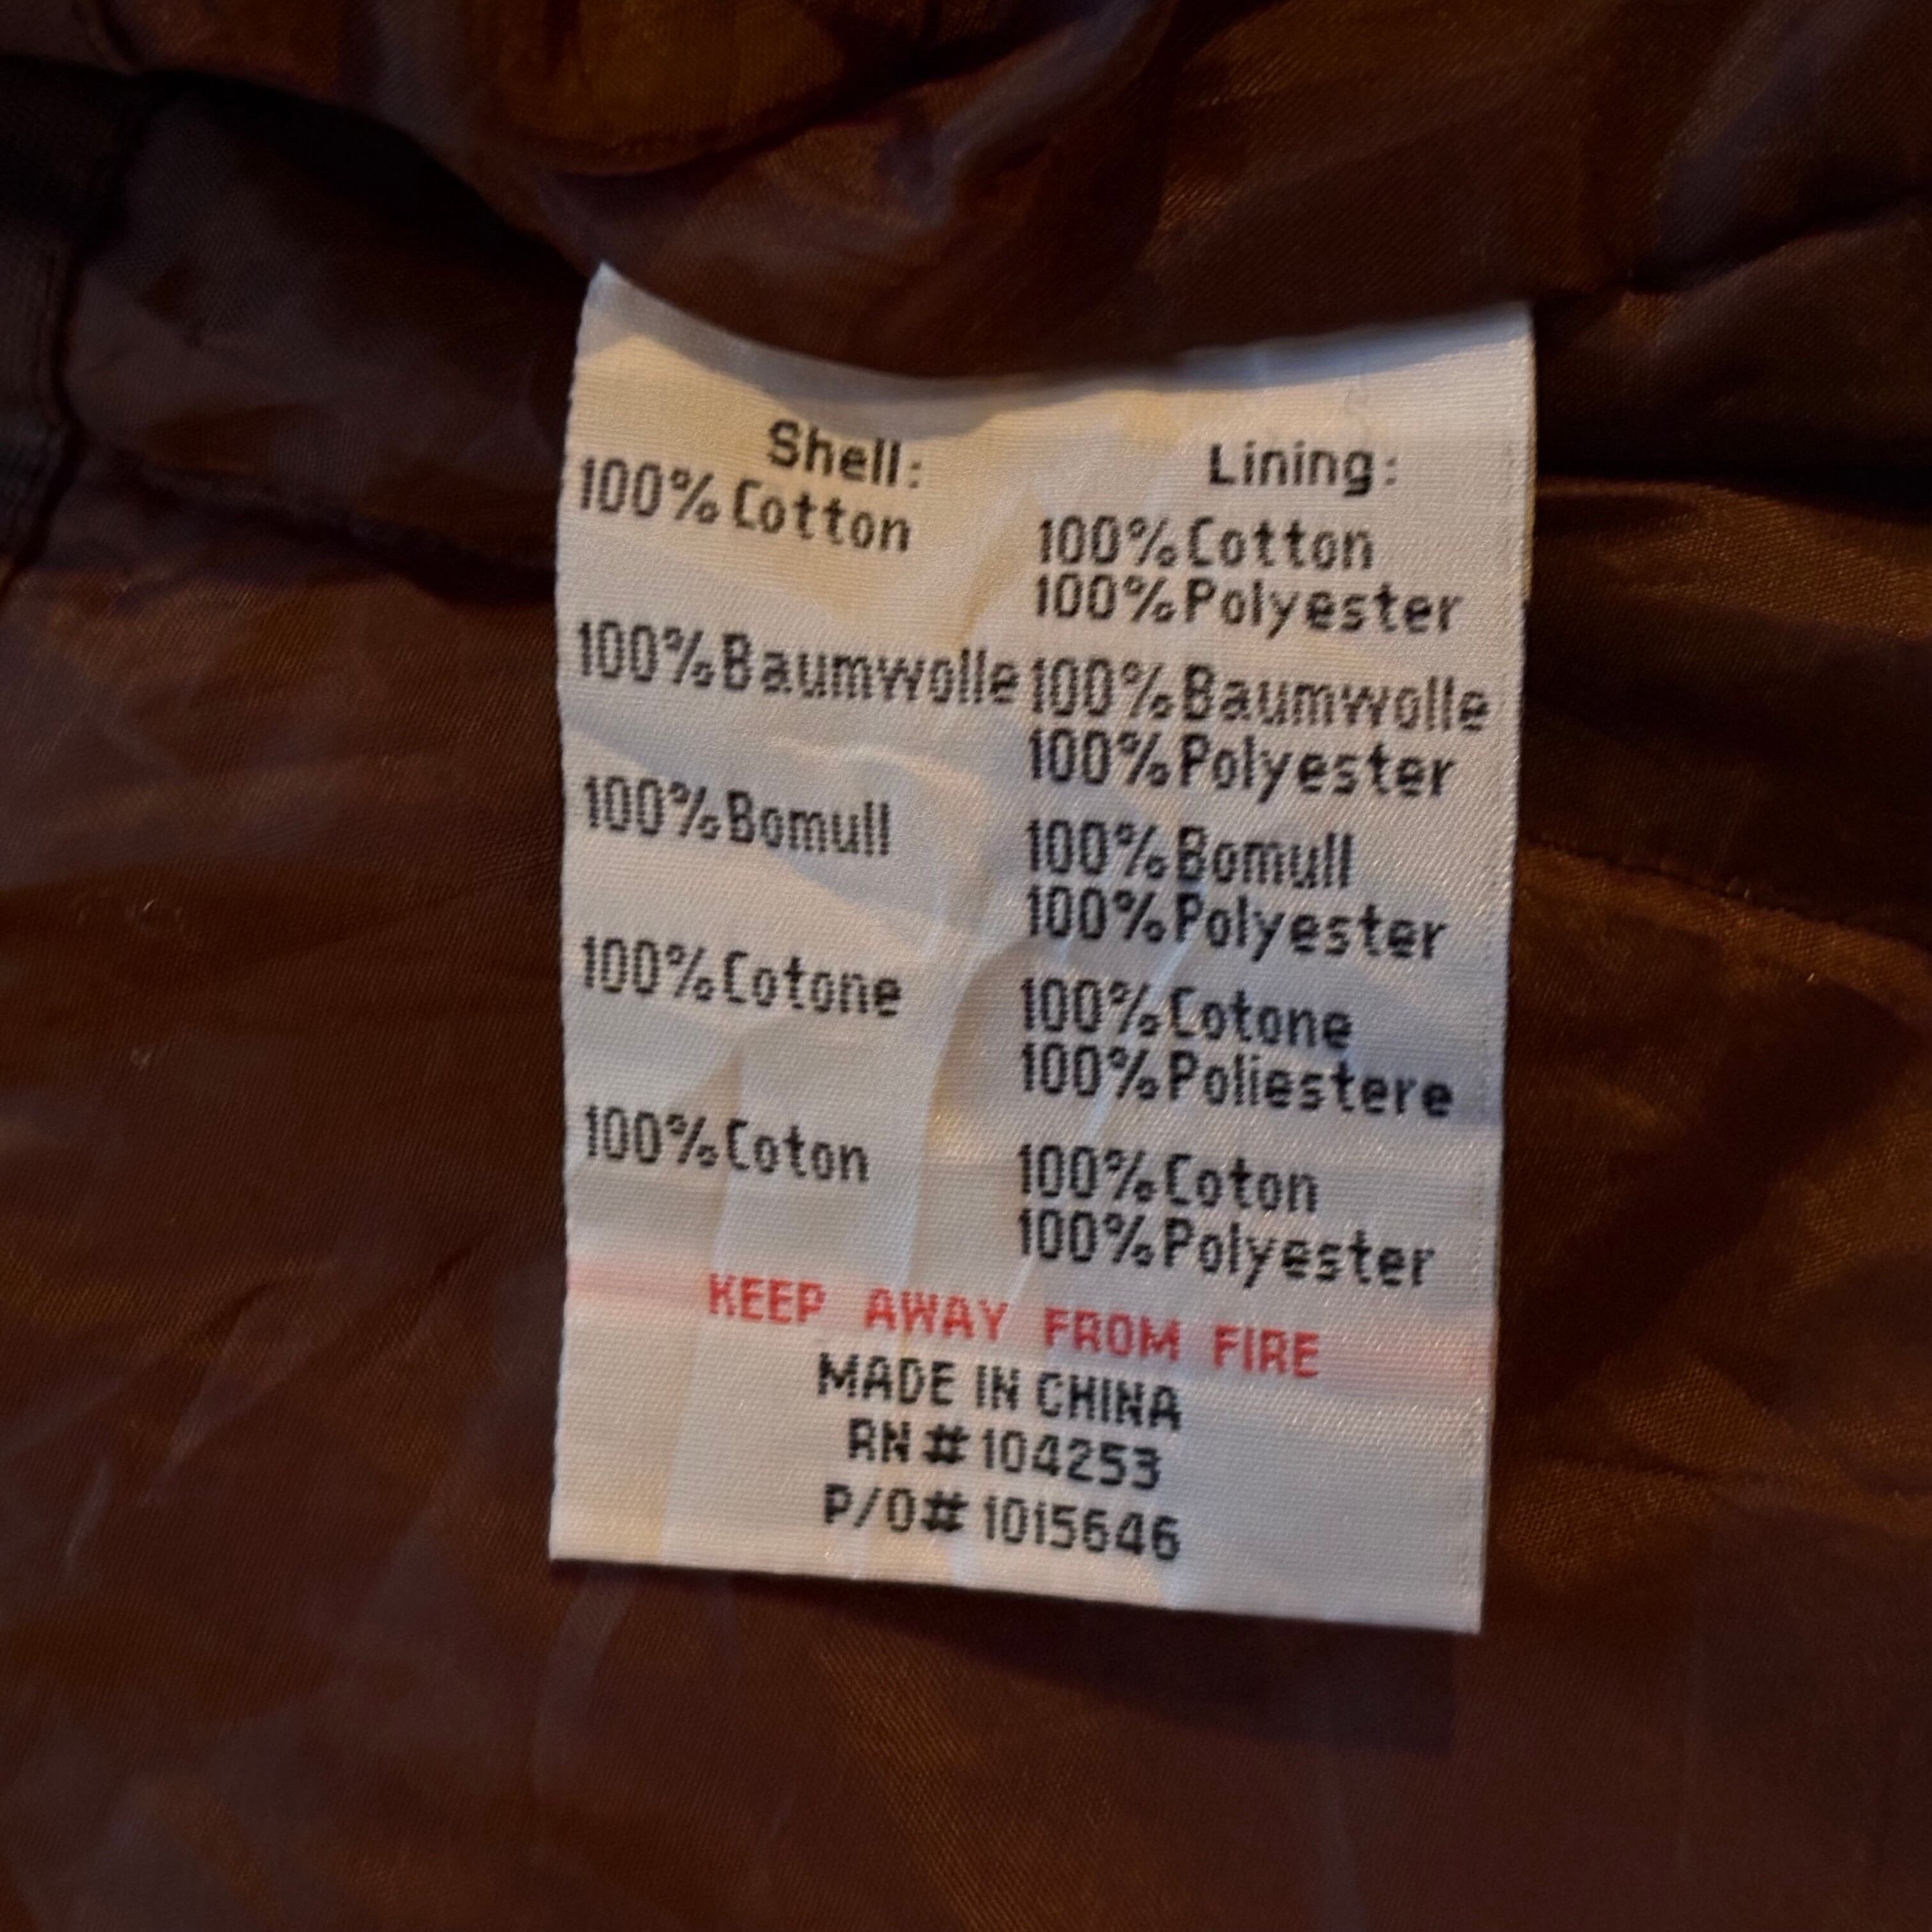 Shell:
100% Cotton
100% Baumwolle
100% Bomull
100% Cotone
100% Coton
Lining:
100% Cotton
100% Polyester
100% Baumwolle
100% Polyester
100% Bomull
100% Polyester
100% Cotone
100% Poliestere
100% Coton
100% Polyester
KEEP AWAY FROM FIRE
MADE IN CHINA
RN # 104253
P/O# 1015646